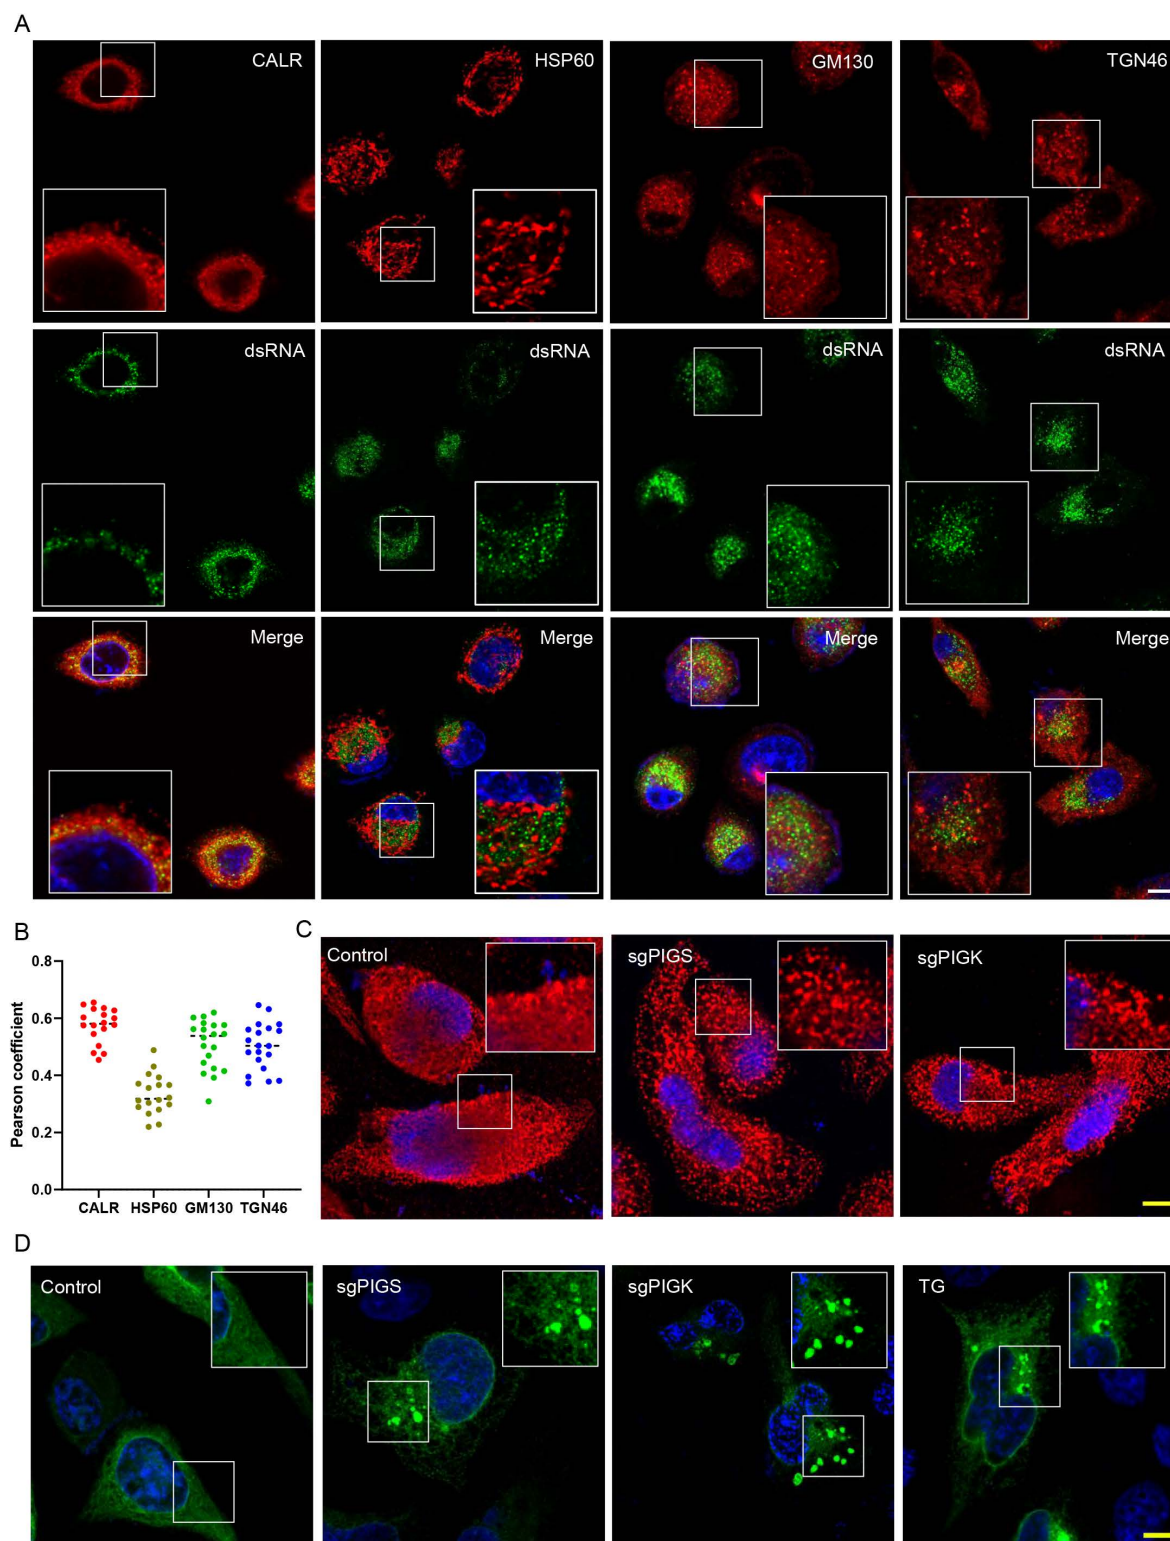 A
CALR HSP60 GM130 TGN46
dsRNA dsRNA dsRNA dsRNA
Merge Merge Merge Merge
B
0.8
0.6
0.4
0.2
0.0
Pearson coefficient
CALR HSP60 GM130 TGN46
C
Control sgPIGS sgPIGK
D
Control sgPIGS sgPIGK TG